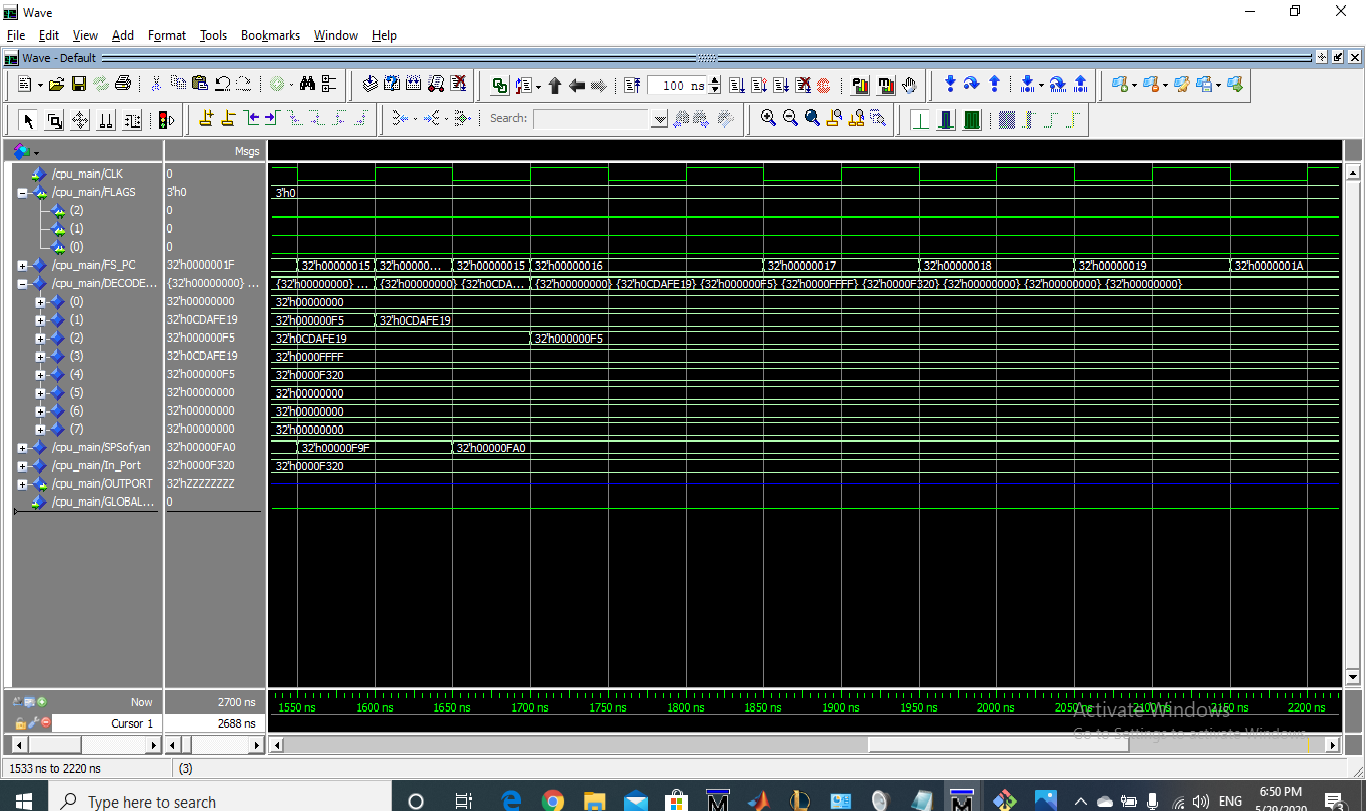 Wave
File Edit View Add Format Tools Bookmarks Window Help
Wave - Default
100 ns
Search:
Msgs
/cpu_main/CLK 0
/cpu_main/FLAGS 3'h0 3'h0
(2) 0
(1) 0
(0) 0
/cpu_main/FS_PC 32'h0000001F 32'h00000015 32'h00000... 32'h00000015 32'h00000016 32'h00000017 32'h00000018 32'h00000019 32'h0000001A
/cpu_main/DECODE... {32'h00000000} ... {32'h00000000} ... {32'h00000000} {32'h0CDA... {32'h00000000} {32'h0CDAFE19} {32'h000000F5} {32'h0000FFFF} {32'h0000F320} {32'h00000000} {32'h00000000} {32'h00000000}
(0) 32'h00000000 32'h00000000
(1) 32'h0CDAFE19 32'h000000F5 32'h0CDAFE19
(2) 32'h000000F5 32'h0CDAFE19 32'h000000F5
(3) 32'h0CDAFE19 32'h0000FFFF
(4) 32'h000000F5 32'h0000F320
(5) 32'h00000000 32'h00000000
(6) 32'h00000000 32'h00000000
(7) 32'h00000000 32'h00000000
/cpu_main/SPSofyan 32'h00000FA0 32'h00000F9F 32'h00000FA0
/cpu_main/In_Port 32'h0000F320 32'h0000F320
/cpu_main/OUTPORT 32'hZZZZZZZZ
/cpu_main/GLOBAL... 0
Now 2700 ns 1550 ns 1600 ns 1650 ns 1700 ns 1750 ns 1800 ns 1850 ns 1900 ns 1950 ns 2000 ns 2050 ns 2100 ns 2150 ns 2200 ns
Activate Windows
Cursor 1 2688 ns
Go to Settings to activate Windows.
1533 ns to 2220 ns (3)
Type here to search
ENG
6:50 PM
5/29/2020
3